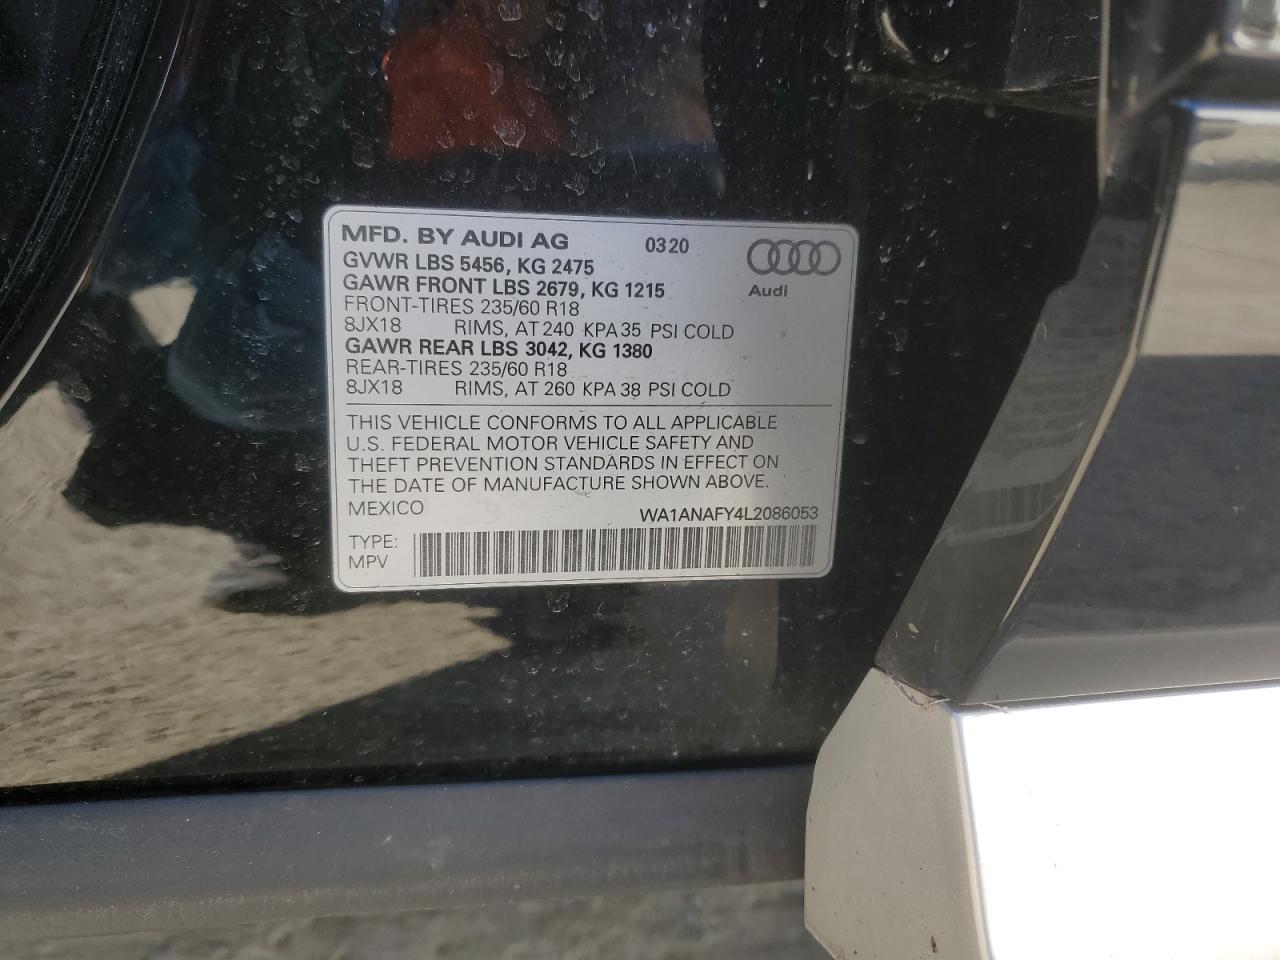 MFD. BY AUDI AG 0320
GVWR LBS 5456, KG 2475
GAWR FRONT LBS 2679, KG 1215
Audi
FRONT-TIRES 235/60 R18
8JX18 RIMS, AT 240 KPA 35 PSI COLD
GAWR REAR LBS 3042, KG 1380
REAR-TIRES 235/60 R18
8JX18 RIMS, AT 260 KPA 38 PSI COLD
THIS VEHICLE CONFORMS TO ALL APPLICABLE
U.S. FEDERAL MOTOR VEHICLE SAFETY AND
THEFT PREVENTION STANDARDS IN EFFECT ON
THE DATE OF MANUFACTURE SHOWN ABOVE.
MEXICO WA1ANAFY4L2086053
TYPE:
MPV